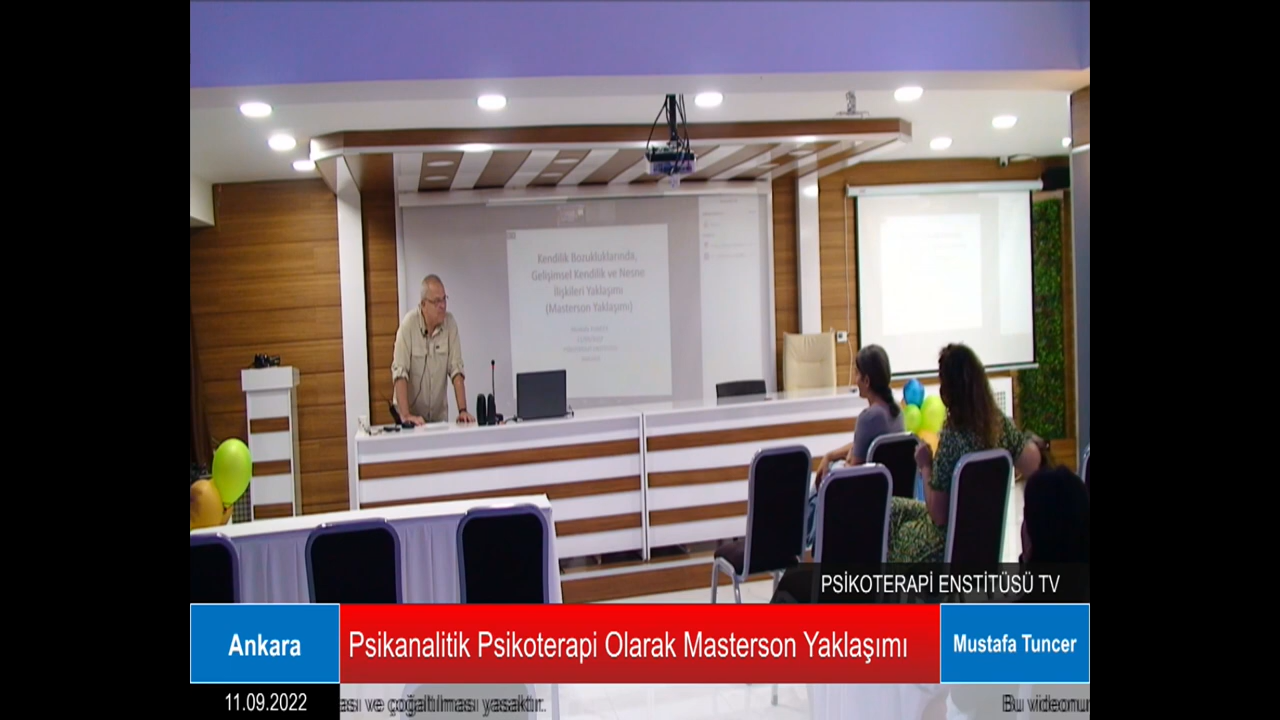 Kendilik Bozukluklarında,
Gelişimsel Kendilik ve Nesne
İlişkileri Yaklaşımı
(Masterson Yaklaşımı)
PSİKOTERAPİ ENSTİTÜSÜ TV
Ankara
Psikanalitik Psikoterapi Olarak Masterson Yaklaşımı
Mustafa Tuncer
11.09.2022
ası ve çoğaltılması yasaktır.
Bu videonun